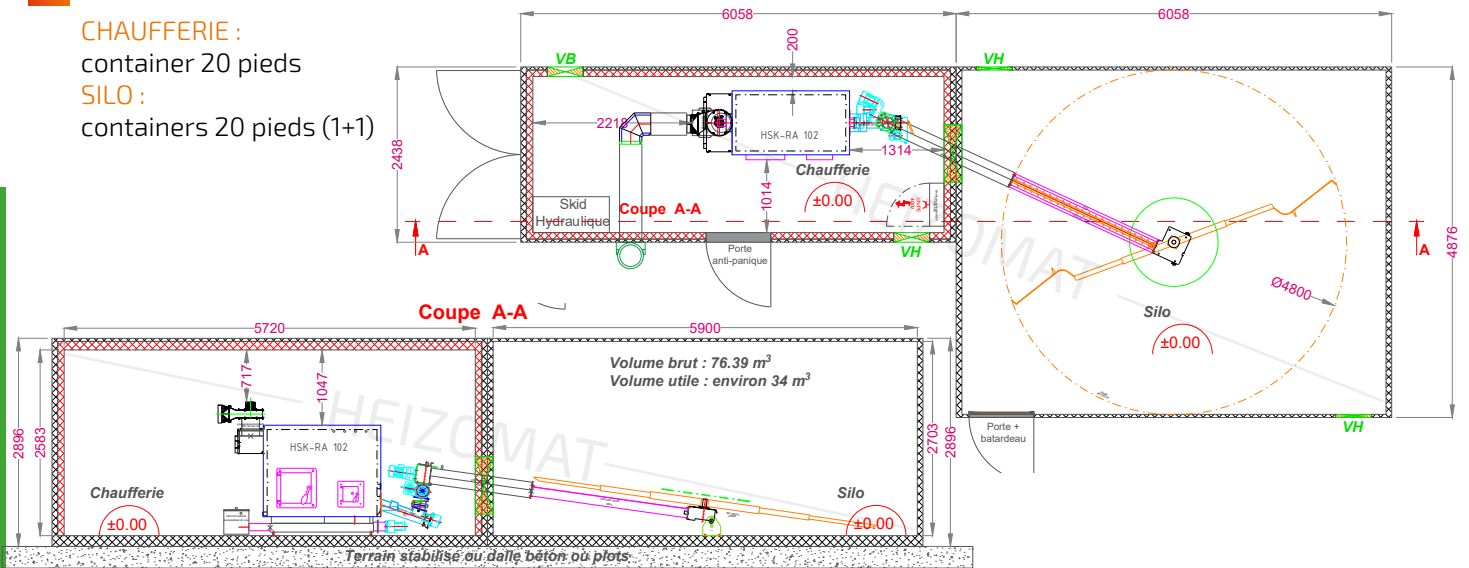 CHAUFFERIE :
container 20 pieds
SILO :
containers 20 pieds (1+1)
6058
6058
200
VB
VH
2438
2218
HSK-RA 102
1314
Chaufferie
±0.00
1014
Skid
Hydraulique
Coupe A-A
A
Porte
anti-panique
VH
A
4876
Ø4800
Silo
±0.00
Porte +
batardeau
VH
HEIZOMAT
Coupe A-A
5720
5900
Volume brut : 76.39 m³
Volume utile : environ 34 m³
717
1047
2896
2583
HSK-RA 102
2703
2896
Chaufferie
±0.00
Silo
±0.00
HEIZOMAT
Terrain stabilisé ou dalle béton ou plots